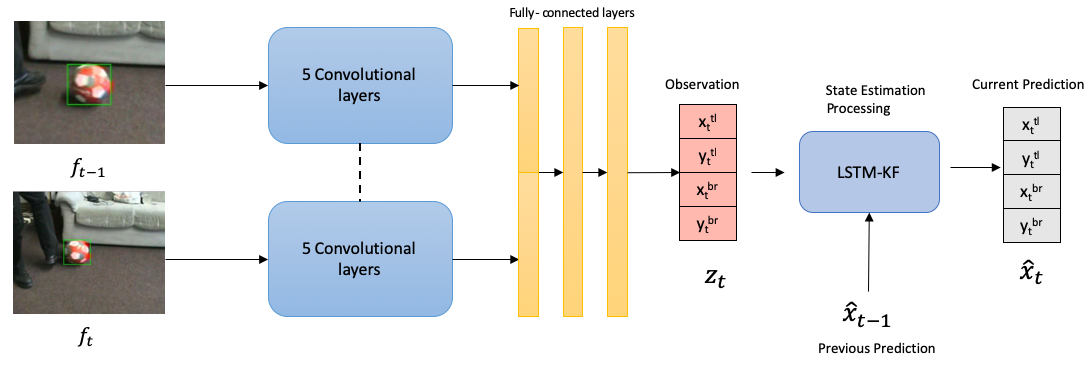 Fully- connected layers
5 Convolutional
layers
f_{t−1}
5 Convolutional
layers
f_t
Observation
x_t^{tl}
y_t^{tl}
x_t^{br}
y_t^{br}
z_t
State Estimation
Processing
LSTM-KF
x̂_{t−1}
Previous Prediction
Current Prediction
x_t^{tl}
y_t^{tl}
x_t^{br}
y_t^{br}
x̂_t